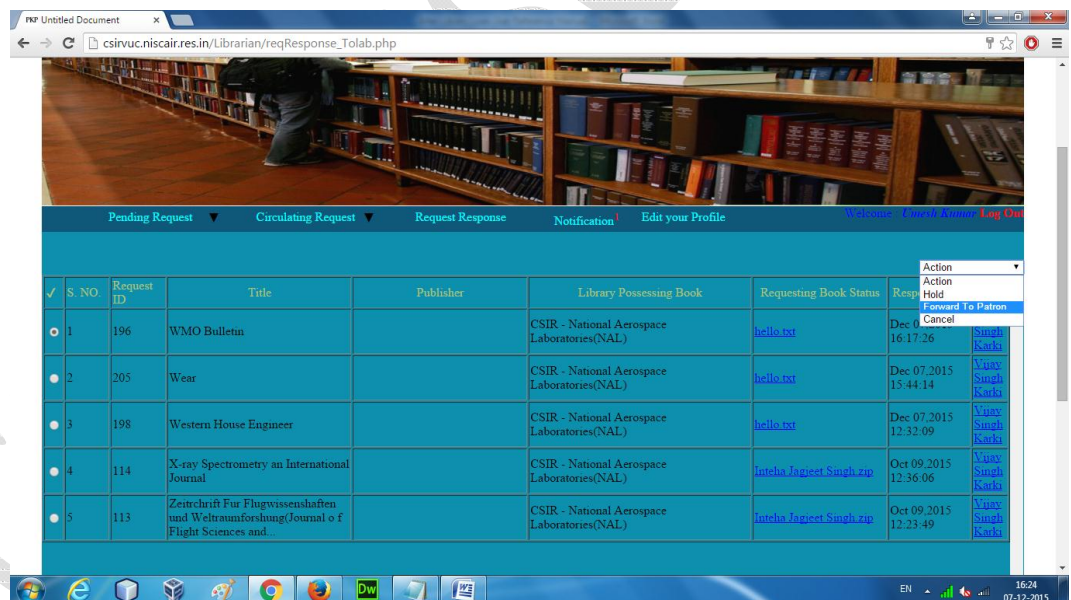 PKP Untitled Document ×
csirvuc.niscair.res.in/Librarian/reqResponse_Tolab.php
Pending Request ▼ Circulating Request ▼ Request Response Notification! Edit your Profile Welcome : Umesh Kumar Log Out
Action
Action
Hold
Forward To Patron
Cancel
✓ S. NO. Request ID Title Publisher Library Possessing Book Requesting Book Status
1 196 WMO Bulletin CSIR - National Aerospace Laboratories(NAL) hello.txt 16:17:26 Singh Karki
2 205 Wear CSIR - National Aerospace Laboratories(NAL) hello.txt Dec 07,2015 15:44:14 Vijay Singh Karki
3 198 Western House Engineer CSIR - National Aerospace Laboratories(NAL) hello.txt Dec 07,2015 12:32:09 Vijay Singh Karki
4 114 X-ray Spectrometry an International Journal CSIR - National Aerospace Laboratories(NAL) Inteha Jagjeet Singh.zip Oct 09,2015 12:36:06 Vijay Singh Karki
5 113 Zeitrchrift Fur Flugwissenshaften und Weltraumforshung(Journal o f Flight Sciences and... CSIR - National Aerospace Laboratories(NAL) Inteha Jagjeet Singh.zip Oct 09,2015 12:23:49 Vijay Singh Karki
Dw
EN 16:24
07-12-2015